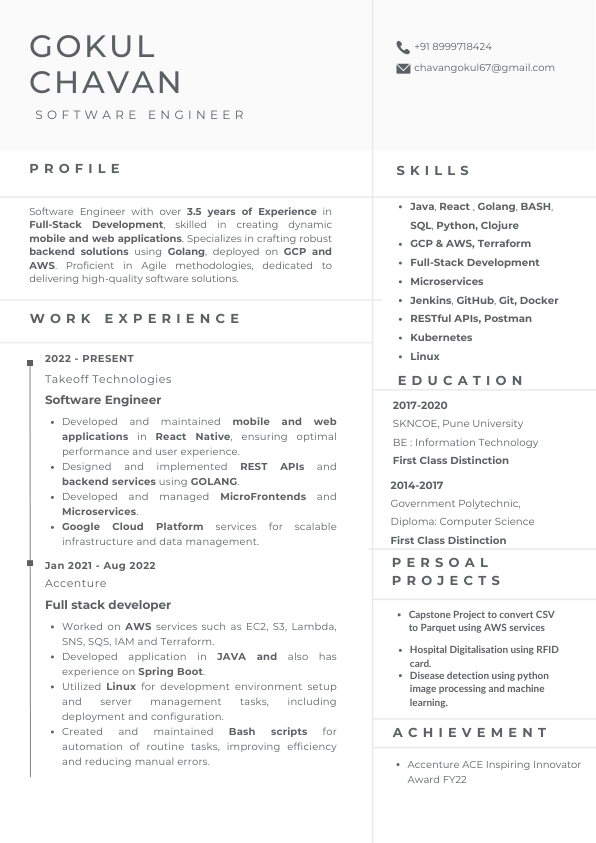 GOKUL
CHAVAN
SOFTWARE ENGINEER
+91 8999718424
chavangokul67@gmail.com
PROFILE
Software Engineer with over 3.5 years of Experience in
Full-Stack Development, skilled in creating dynamic
mobile and web applications. Specializes in crafting robust
backend solutions using Golang, deployed on GCP and
AWS. Proficient in Agile methodologies, dedicated to
delivering high-quality software solutions.
WORK EXPERIENCE
2022 - PRESENT
Takeoff Technologies
Software Engineer
• Developed and maintained mobile and web
applications in React Native, ensuring optimal
performance and user experience.
• Designed and implemented REST APIs and
backend services using GOLANG.
• Developed and managed MicroFrontends and
Microservices.
• Google Cloud Platform services for scalable
infrastructure and data management.
Jan 2021 - Aug 2022
Accenture
Full stack developer
• Worked on AWS services such as EC2, S3, Lambda,
SNS, SQS, IAM and Terraform.
• Developed application in JAVA and also has
experience on Spring Boot.
• Utilized Linux for development environment setup
and server management tasks, including
deployment and configuration.
• Created and maintained Bash scripts for
automation of routine tasks, improving efficiency
and reducing manual errors.
SKILLS
• Java, React , Golang, BASH,
SQL, Python, Clojure
• GCP & AWS, Terraform
• Full-Stack Development
• Microservices
• Jenkins, GitHub, Git, Docker
• RESTful APIs, Postman
• Kubernetes
• Linux
EDUCATION
2017-2020
SKNCOE, Pune University
BE : Information Technology
First Class Distinction
2014-2017
Government Polytechnic,
Diploma: Computer Science
First Class Distinction
PERSOAL
PROJECTS
• Capstone Project to convert CSV
to Parquet using AWS services
• Hospital Digitalisation using RFID
card.
• Disease detection using python
image processing and machine
learning.
ACHIEVEMENT
• Accenture ACE Inspiring Innovator
Award FY22